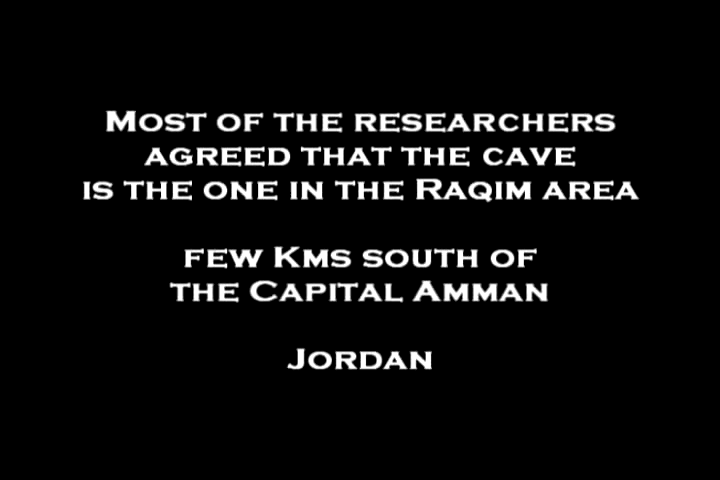 Most of the researchers
agreed that the cave
is the one in the Raqim area
few Kms south of
the Capital Amman
Jordan